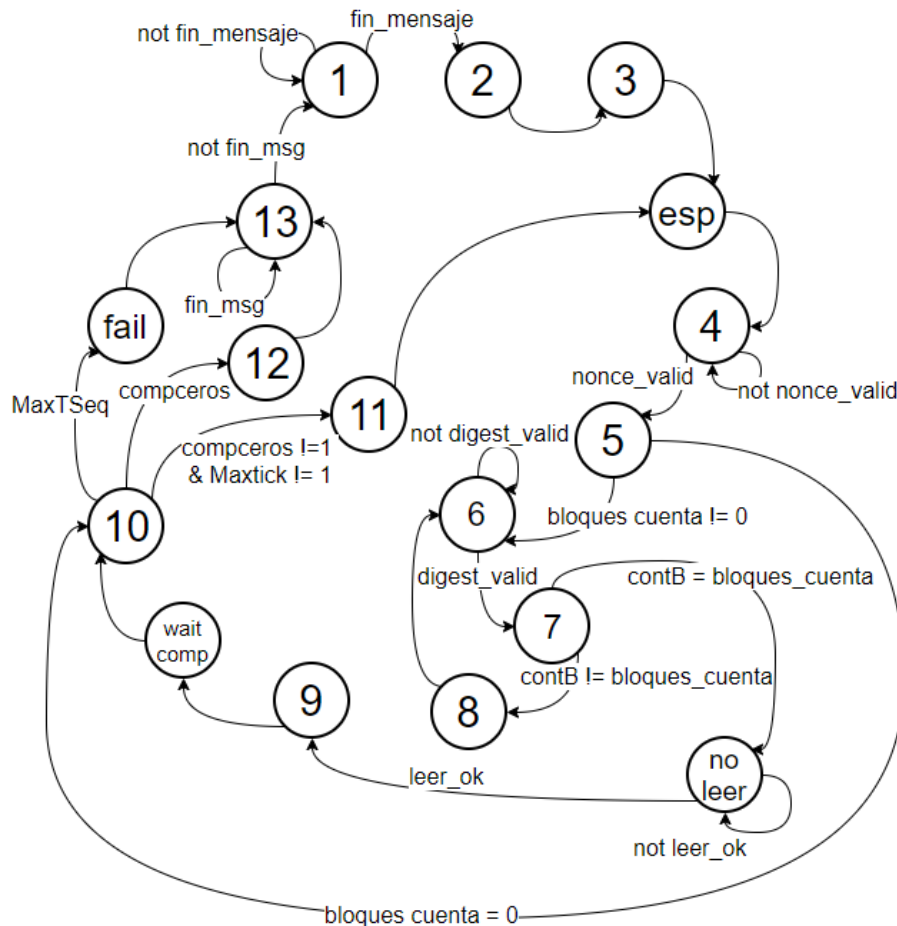 fin_mensaje
not fin_mensaje
1
2
3
not fin_msg
13
esp
fin_msg
fail
12
4
nonce_valid
not nonce_valid
MaxTSeq
compceros
11
5
not digest_valid
compceros !=1
& Maxtick != 1
6
bloques cuenta != 0
10
digest_valid
contB = bloques_cuenta
7
wait
comp
contB != bloques_cuenta
9
8
no
leer
leer_ok
not leer_ok
bloques cuenta = 0